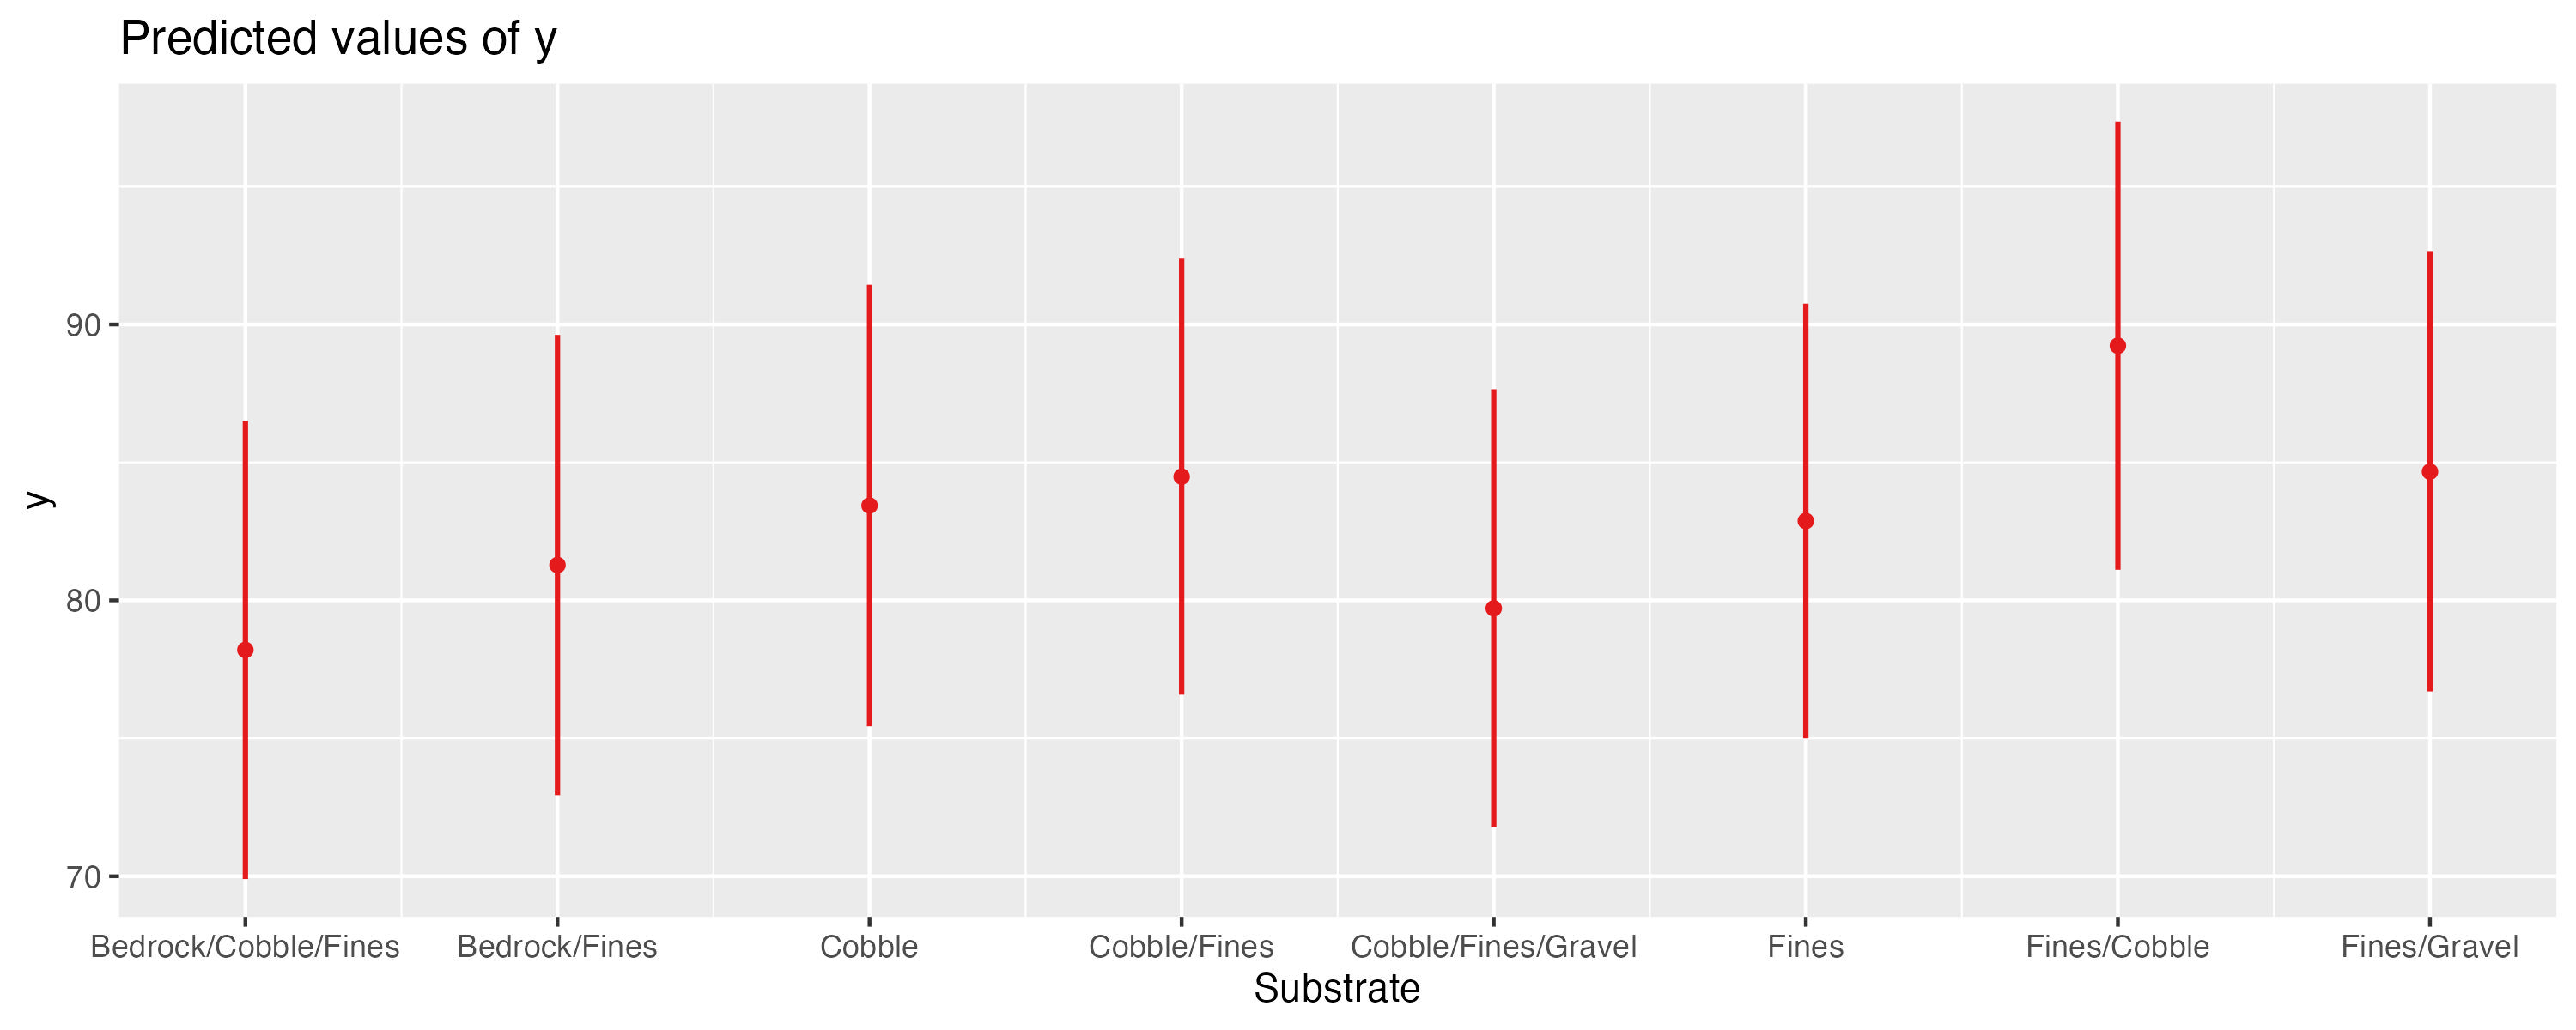 Predicted values of y
y
90
80
70
Bedrock/Cobble/Fines Bedrock/Fines Cobble Cobble/Fines Cobble/Fines/Gravel Fines Fines/Cobble Fines/Gravel
Substrate